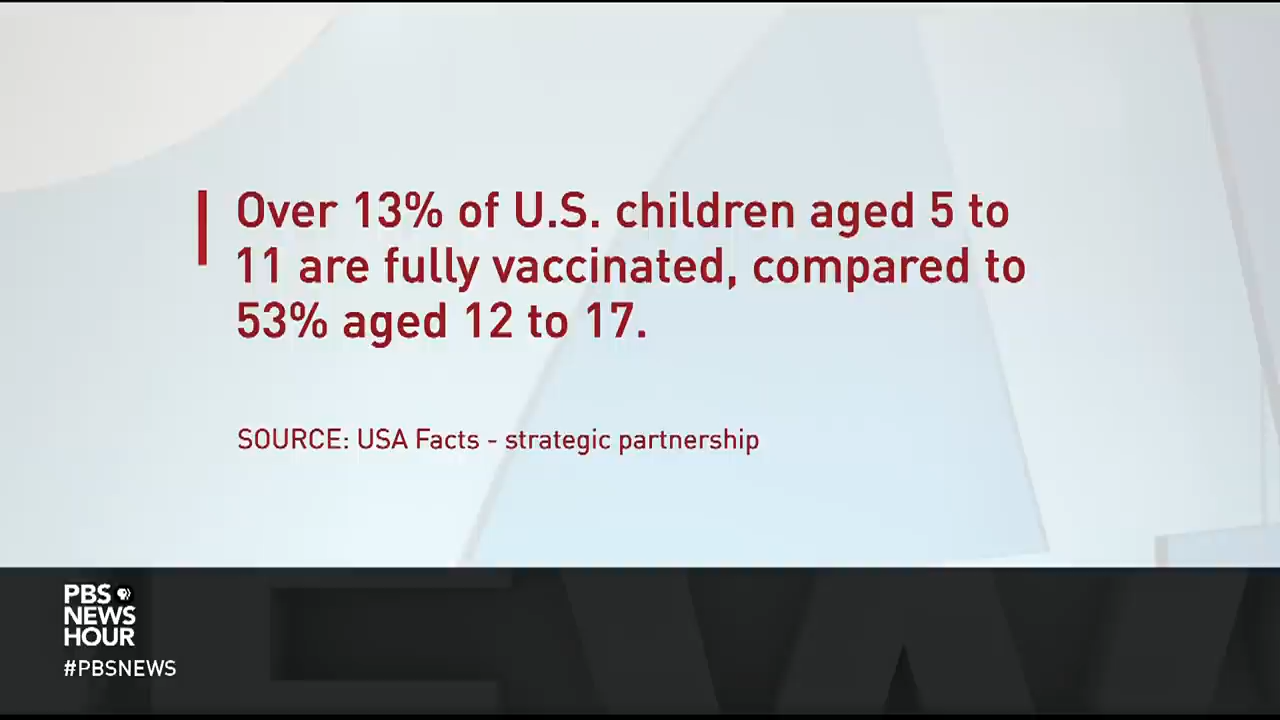 Over 13% of U.S. children aged 5 to
11 are fully vaccinated, compared to
53% aged 12 to 17.
SOURCE: USA Facts - strategic partnership
PBS
NEWS
HOUR
#PBSNEWS